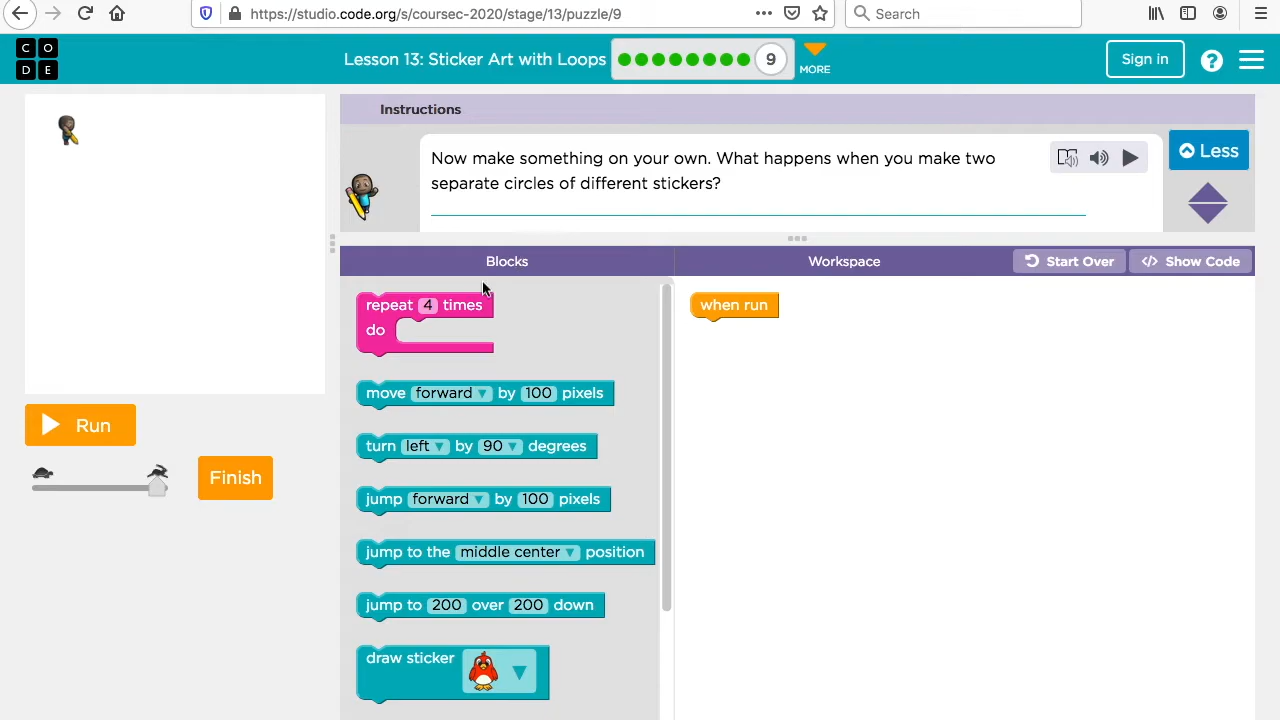 https://studio.code.org/s/coursec-2020/stage/13/puzzle/9
Search
C O
D E
Lesson 13: Sticker Art with Loops
9
MORE
Sign in
?
Instructions
Now make something on your own. What happens when you make two
separate circles of different stickers?
Less
Blocks
Workspace
Start Over
</> Show Code
repeat 4 times
do
when run
move forward by 100 pixels
Run
turn left by 90 degrees
Finish
jump forward by 100 pixels
jump to the middle center position
jump to 200 over 200 down
draw sticker